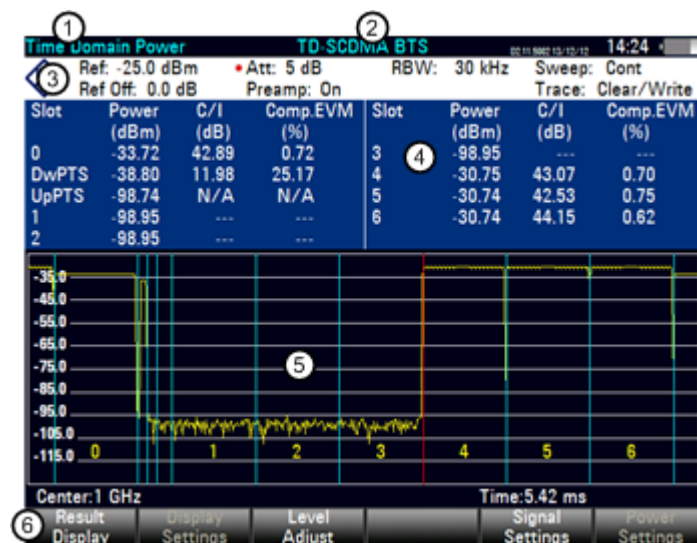 1 2
Time Domain Power TD-SCDMA BTS 14:24
3 Ref: -25.0 dBm • Att: 5 dB RBW: 30 kHz Sweep: Cont
Ref Off: 0.0 dB Preamp: On Trace: Clear/Write
Slot Power C/I Comp.EVM Slot Power C/I Comp.EVM
(dBm) (dB) (%) (dBm) (dB) (%)
0 -33.72 42.89 0.72 3 4 -98.95 ---
DwPTS -38.80 11.98 25.17 4 -30.75 43.07 0.70
UpPTS -98.74 N/A N/A 5 -30.74 42.53 0.75
1 -98.95 --- --- 6 -30.74 44.15 0.62
2 -98.95 --- ---
-35.0
-45.0
-55.0
-65.0
-75.0 5
-85.0
-95.0
-105.0
-115.0 0 1 2 3 4 5 6
Center:1 GHz Time:5.42 ms
6 Result Display Level Signal Power
Display Settings Adjust Settings Settings